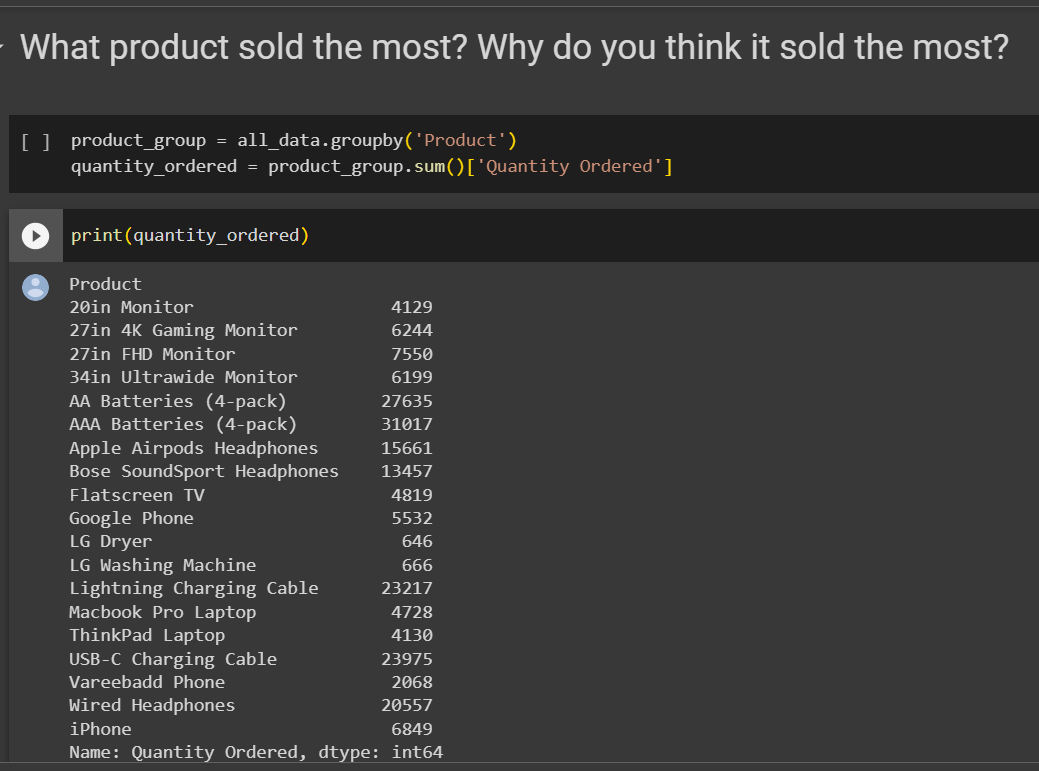 What product sold the most? Why do you think it sold the most?
[ ] product_group = all_data.groupby('Product')
quantity_ordered = product_group.sum()['Quantity Ordered']
print(quantity_ordered)
Product
20in Monitor 4129
27in 4K Gaming Monitor 6244
27in FHD Monitor 7550
34in Ultrawide Monitor 6199
AA Batteries (4-pack) 27635
AAA Batteries (4-pack) 31017
Apple Airpods Headphones 15661
Bose SoundSport Headphones 13457
Flatscreen TV 4819
Google Phone 5532
LG Dryer 646
LG Washing Machine 666
Lightning Charging Cable 23217
Macbook Pro Laptop 4728
ThinkPad Laptop 4130
USB-C Charging Cable 23975
Vareebadd Phone 2068
Wired Headphones 20557
iPhone 6849
Name: Quantity Ordered, dtype: int64